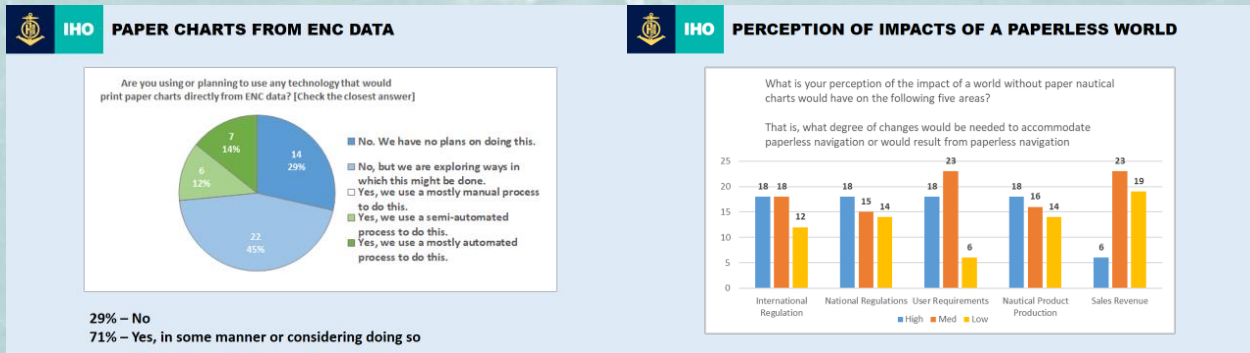 IHO
PAPER CHARTS FROM ENC DATA
Are you using or planning to use any technology that would
print paper charts directly from ENC data? [Check the closest answer]
7
14%
14
29%
6
12%
22
45%
No. We have no plans on doing this.
No, but we are exploring ways in
which this might be done.
Yes, we use a mostly manual process
to do this.
Yes, we use a semi-automated
process to do this.
Yes, we use a mostly automated
process to do this.
29% – No
71% – Yes, in some manner or considering doing so
IHO
PERCEPTION OF IMPACTS OF A PAPERLESS WORLD
What is your perception of the impact of a world without paper nautical
charts would have on the following five areas?
That is, what degree of changes would be needed to accommodate
paperless navigation or would result from paperless navigation
25
20
15
10
5
0
18 18 12
18 15 14
18 23 6
18 16 14
6 23 19
International
Regulation
National Regulations
User Requirements
Nautical Product
Production
Sales Revenue
High Med Low